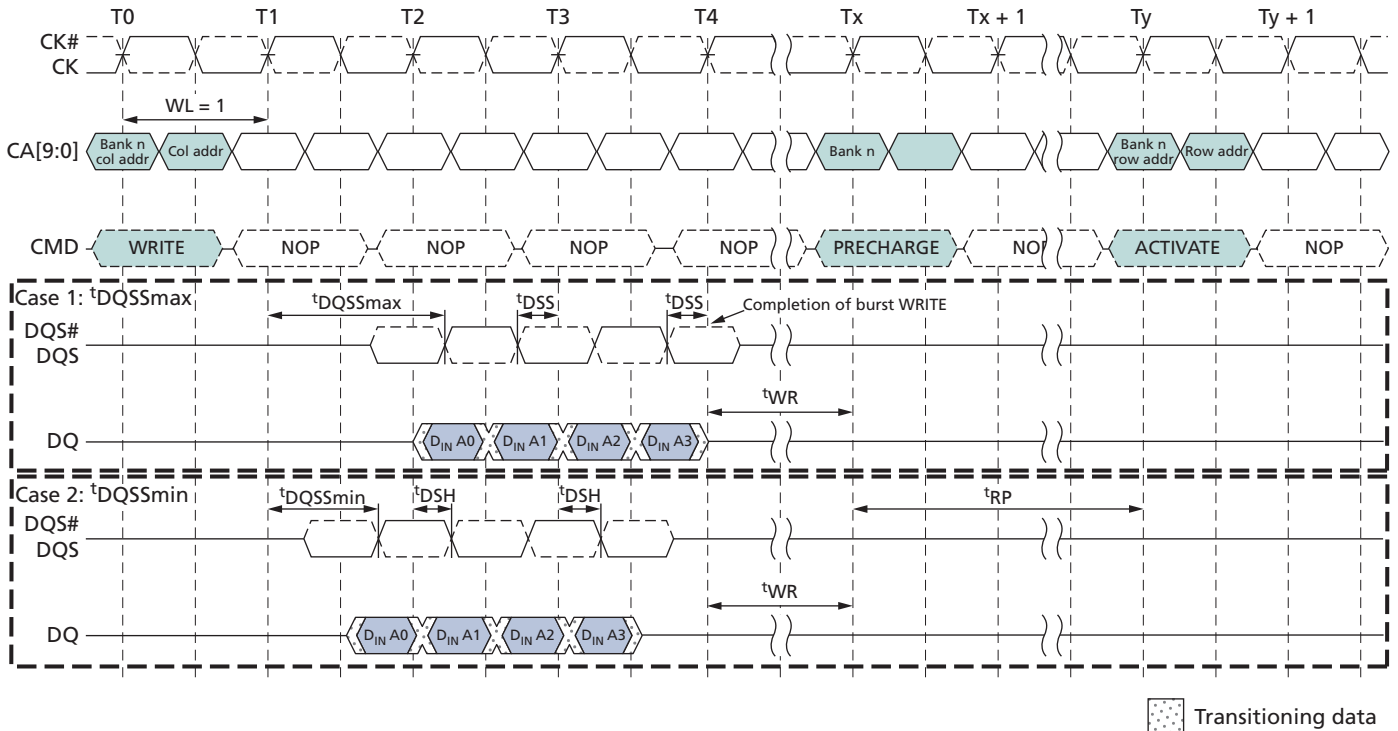 T0 T1 T2 T3 T4 Tx Tx + 1 Ty Ty + 1
CK#
CK
WL = 1
CA[9:0] Bank n col addr Col addr Bank n Bank n row addr Row addr
CMD WRITE NOP NOP NOP NOP PRECHARGE NOP ACTIVATE NOP
Case 1: tDQSSmax
tDQSSmax tDSS tDSS Completion of burst WRITE
DQS#
DQS
tWR
DQ DIN A0 DIN A1 DIN A2 DIN A3
Case 2: tDQSSmin
tDQSSmin tDSH tDSH tRP
DQS#
DQS
tWR
DQ DIN A0 DIN A1 DIN A2 DIN A3
Transitioning data